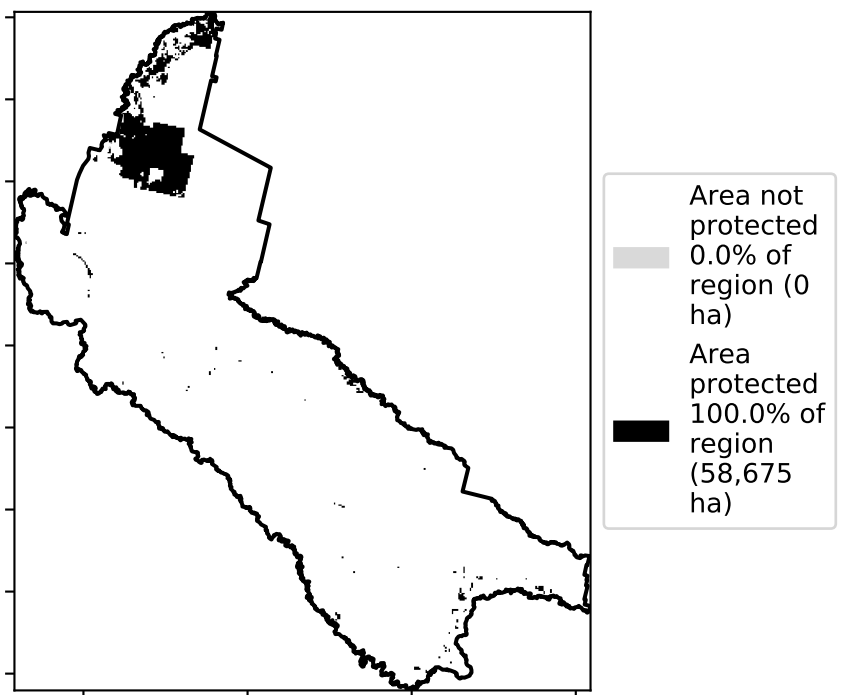 Area not
protected
0.0% of
region (0
ha)
Area
protected
100.0% of
region
(58,675
ha)